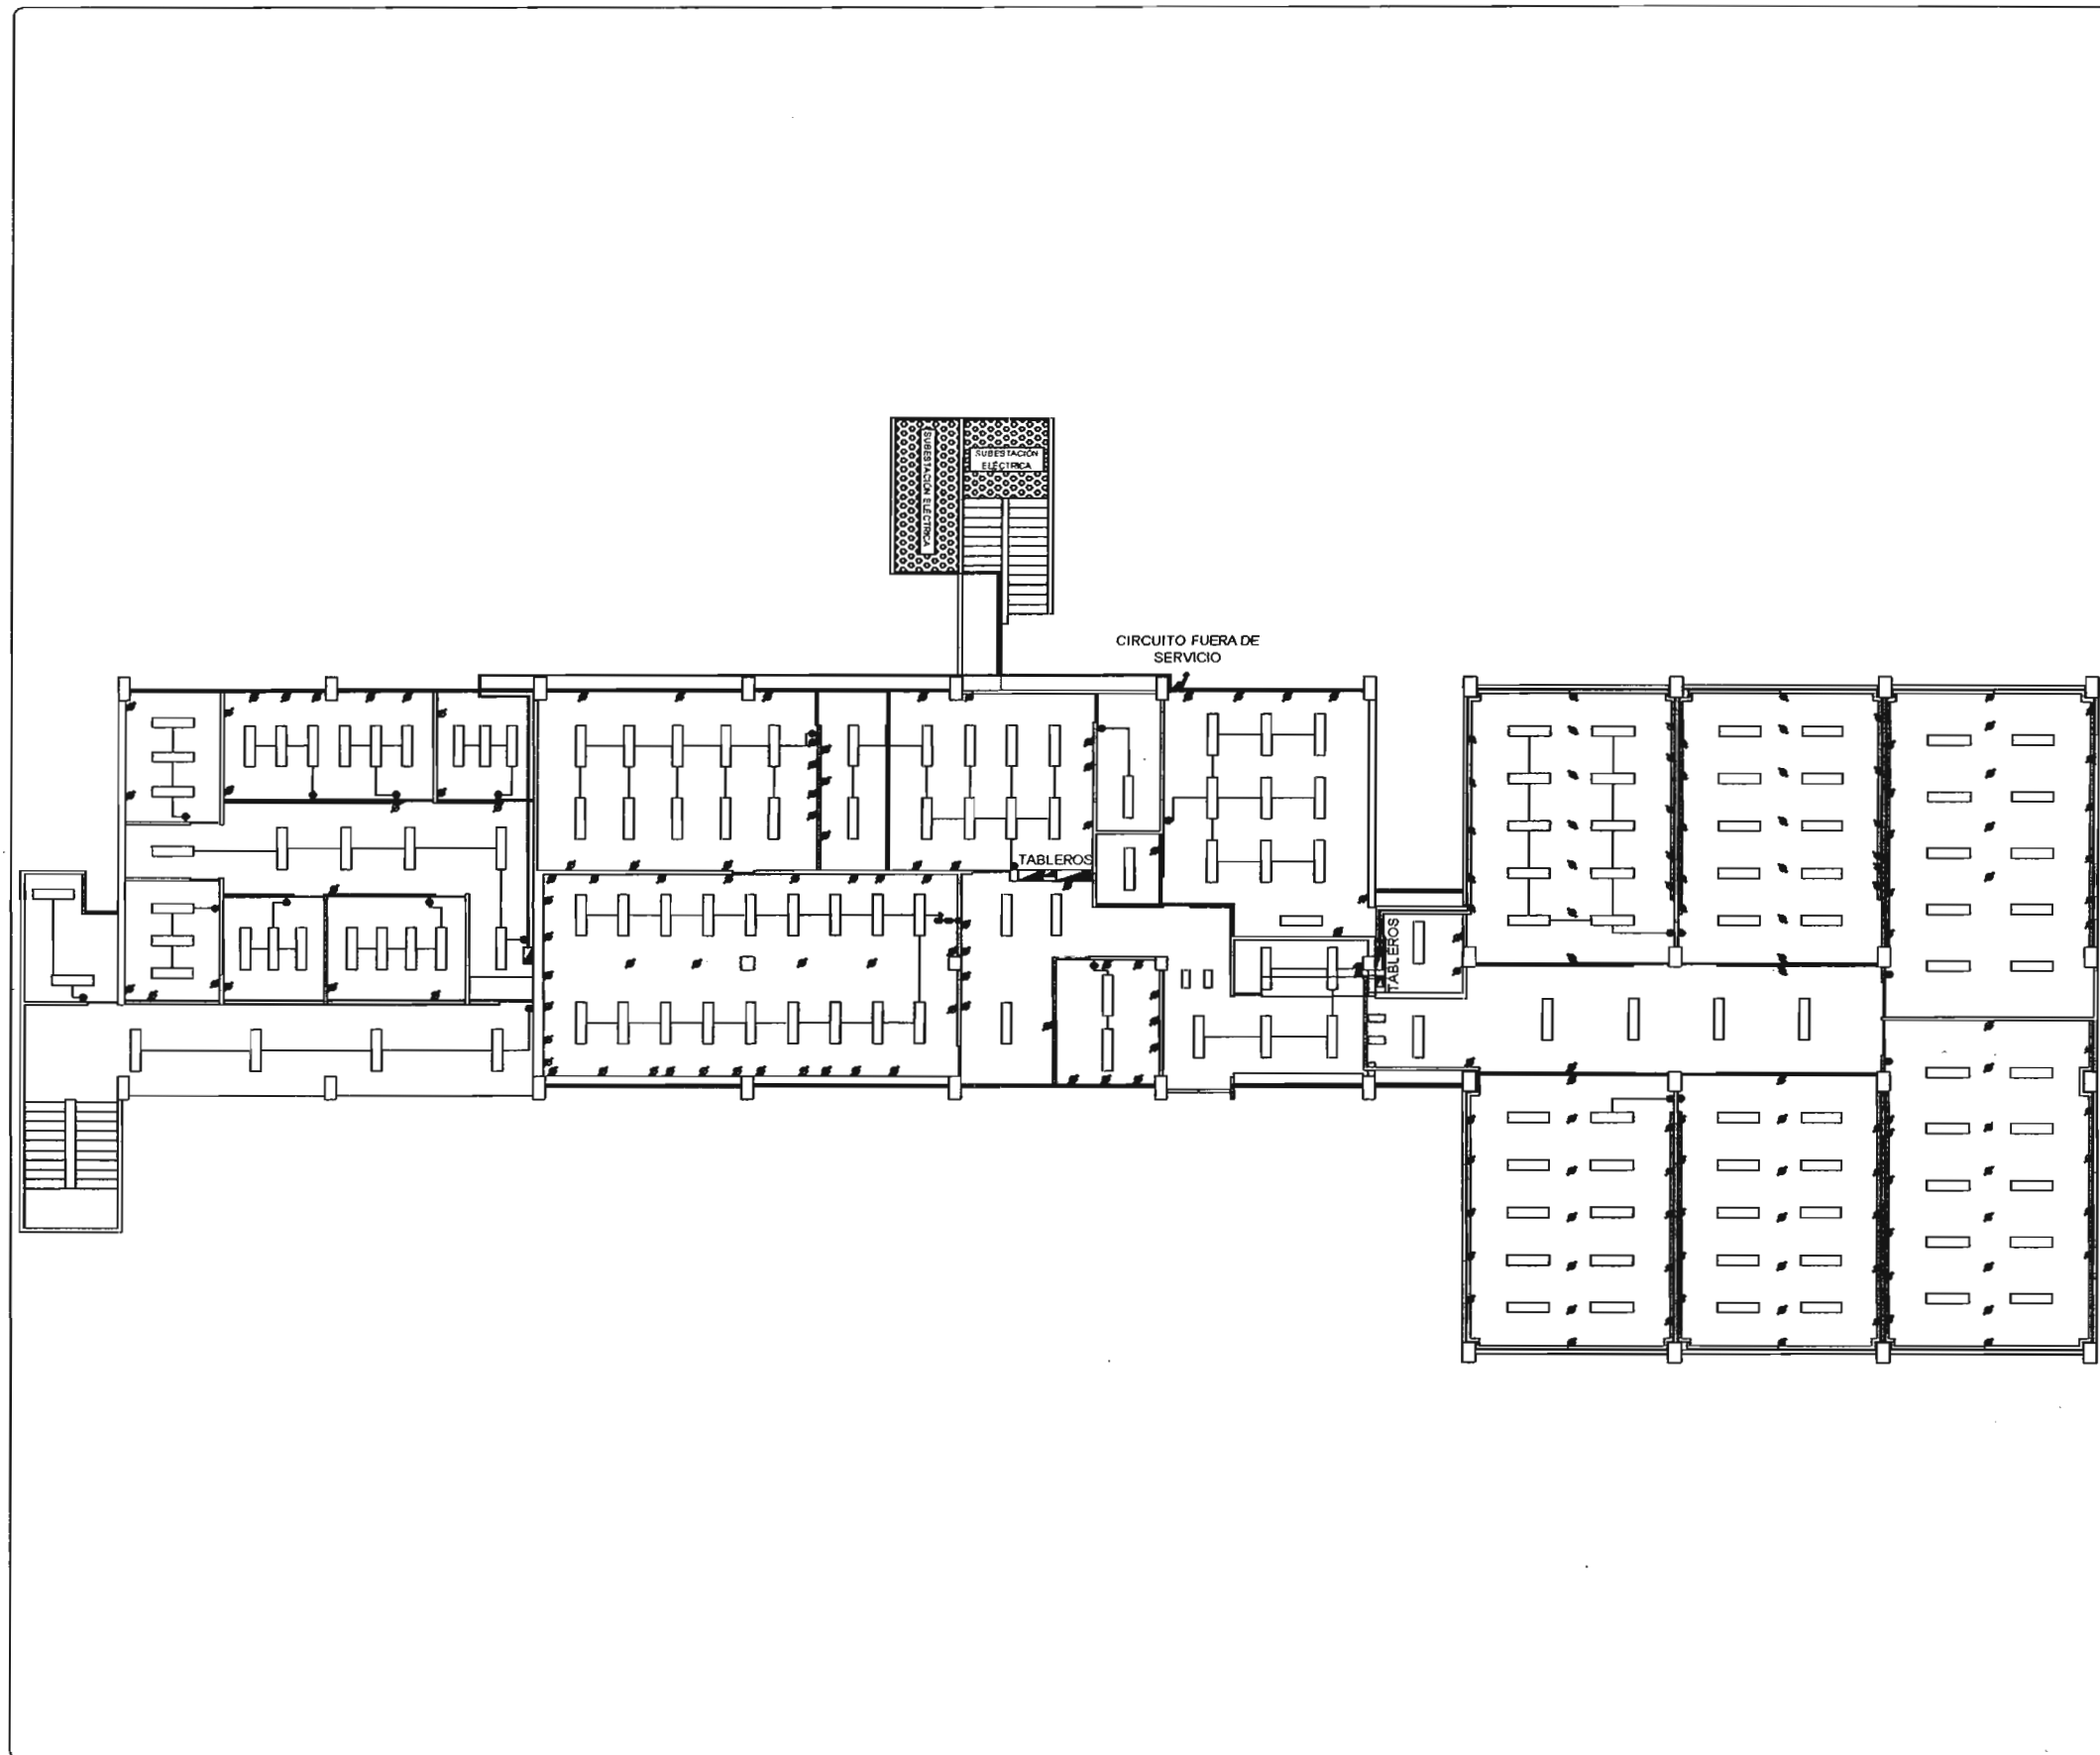 SUBESTACIÓN ELÉCTRICA
SUBESTACIÓN
ELÉCTRICA
CIRCUITO FUERA DE
SERVICIO
TABLEROS
TABLEROS